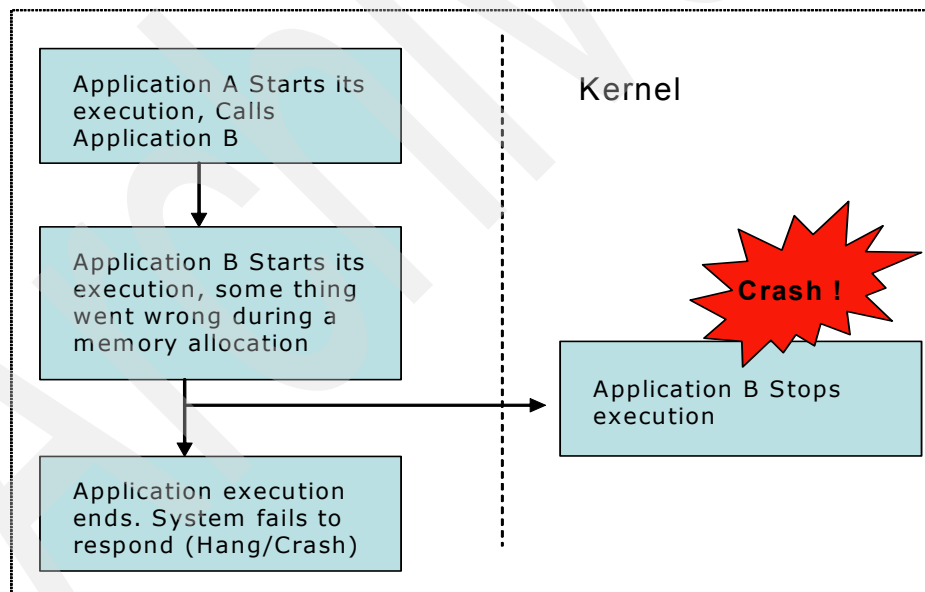 Application A Starts its
execution, Calls
Application B
Kernel
Application B Starts its
execution, some thing
went wrong during a
memory allocation
Crash !
Application B Stops
execution
Application execution
ends. System fails to
respond (Hang/Crash)